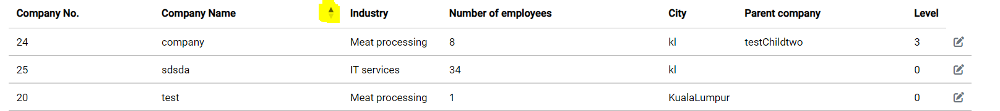 Company No. Company Name Industry Number of employees City Parent company Level
24 company Meat processing 8 kl testChildtwo 3
25 sdsda IT services 34 kl 0
20 test Meat processing 1 KualaLumpur 0